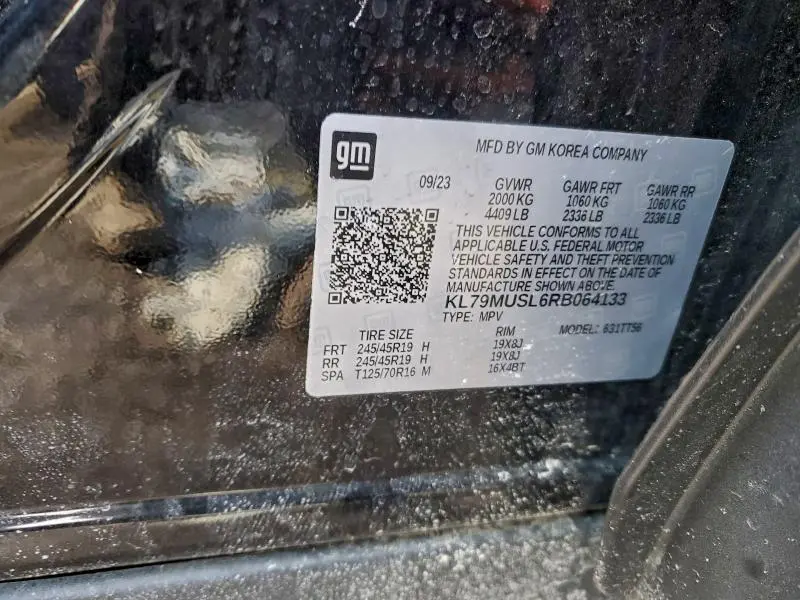 gm
MFD BY GM KOREA COMPANY
09/23 GVWR GAWR FRT GAWR RR
2000 KG 1060 KG 1060 KG
4409 LB 2336 LB 2336 LB
THIS VEHICLE CONFORMS TO ALL
APPLICABLE U.S. FEDERAL MOTOR
VEHICLE SAFETY AND THEFT PREVENTION
STANDARDS IN EFFECT ON THE DATE OF
MANUFACTURE SHOWN ABOVE.
KL79MUSL6RB064133
TYPE: MPV MODEL: 631TT56
TIRE SIZE RIM
FRT 245/45R19 H 19X8J
RR 245/45R19 H 19X8J
SPA T125/70R16 M 16X4BT